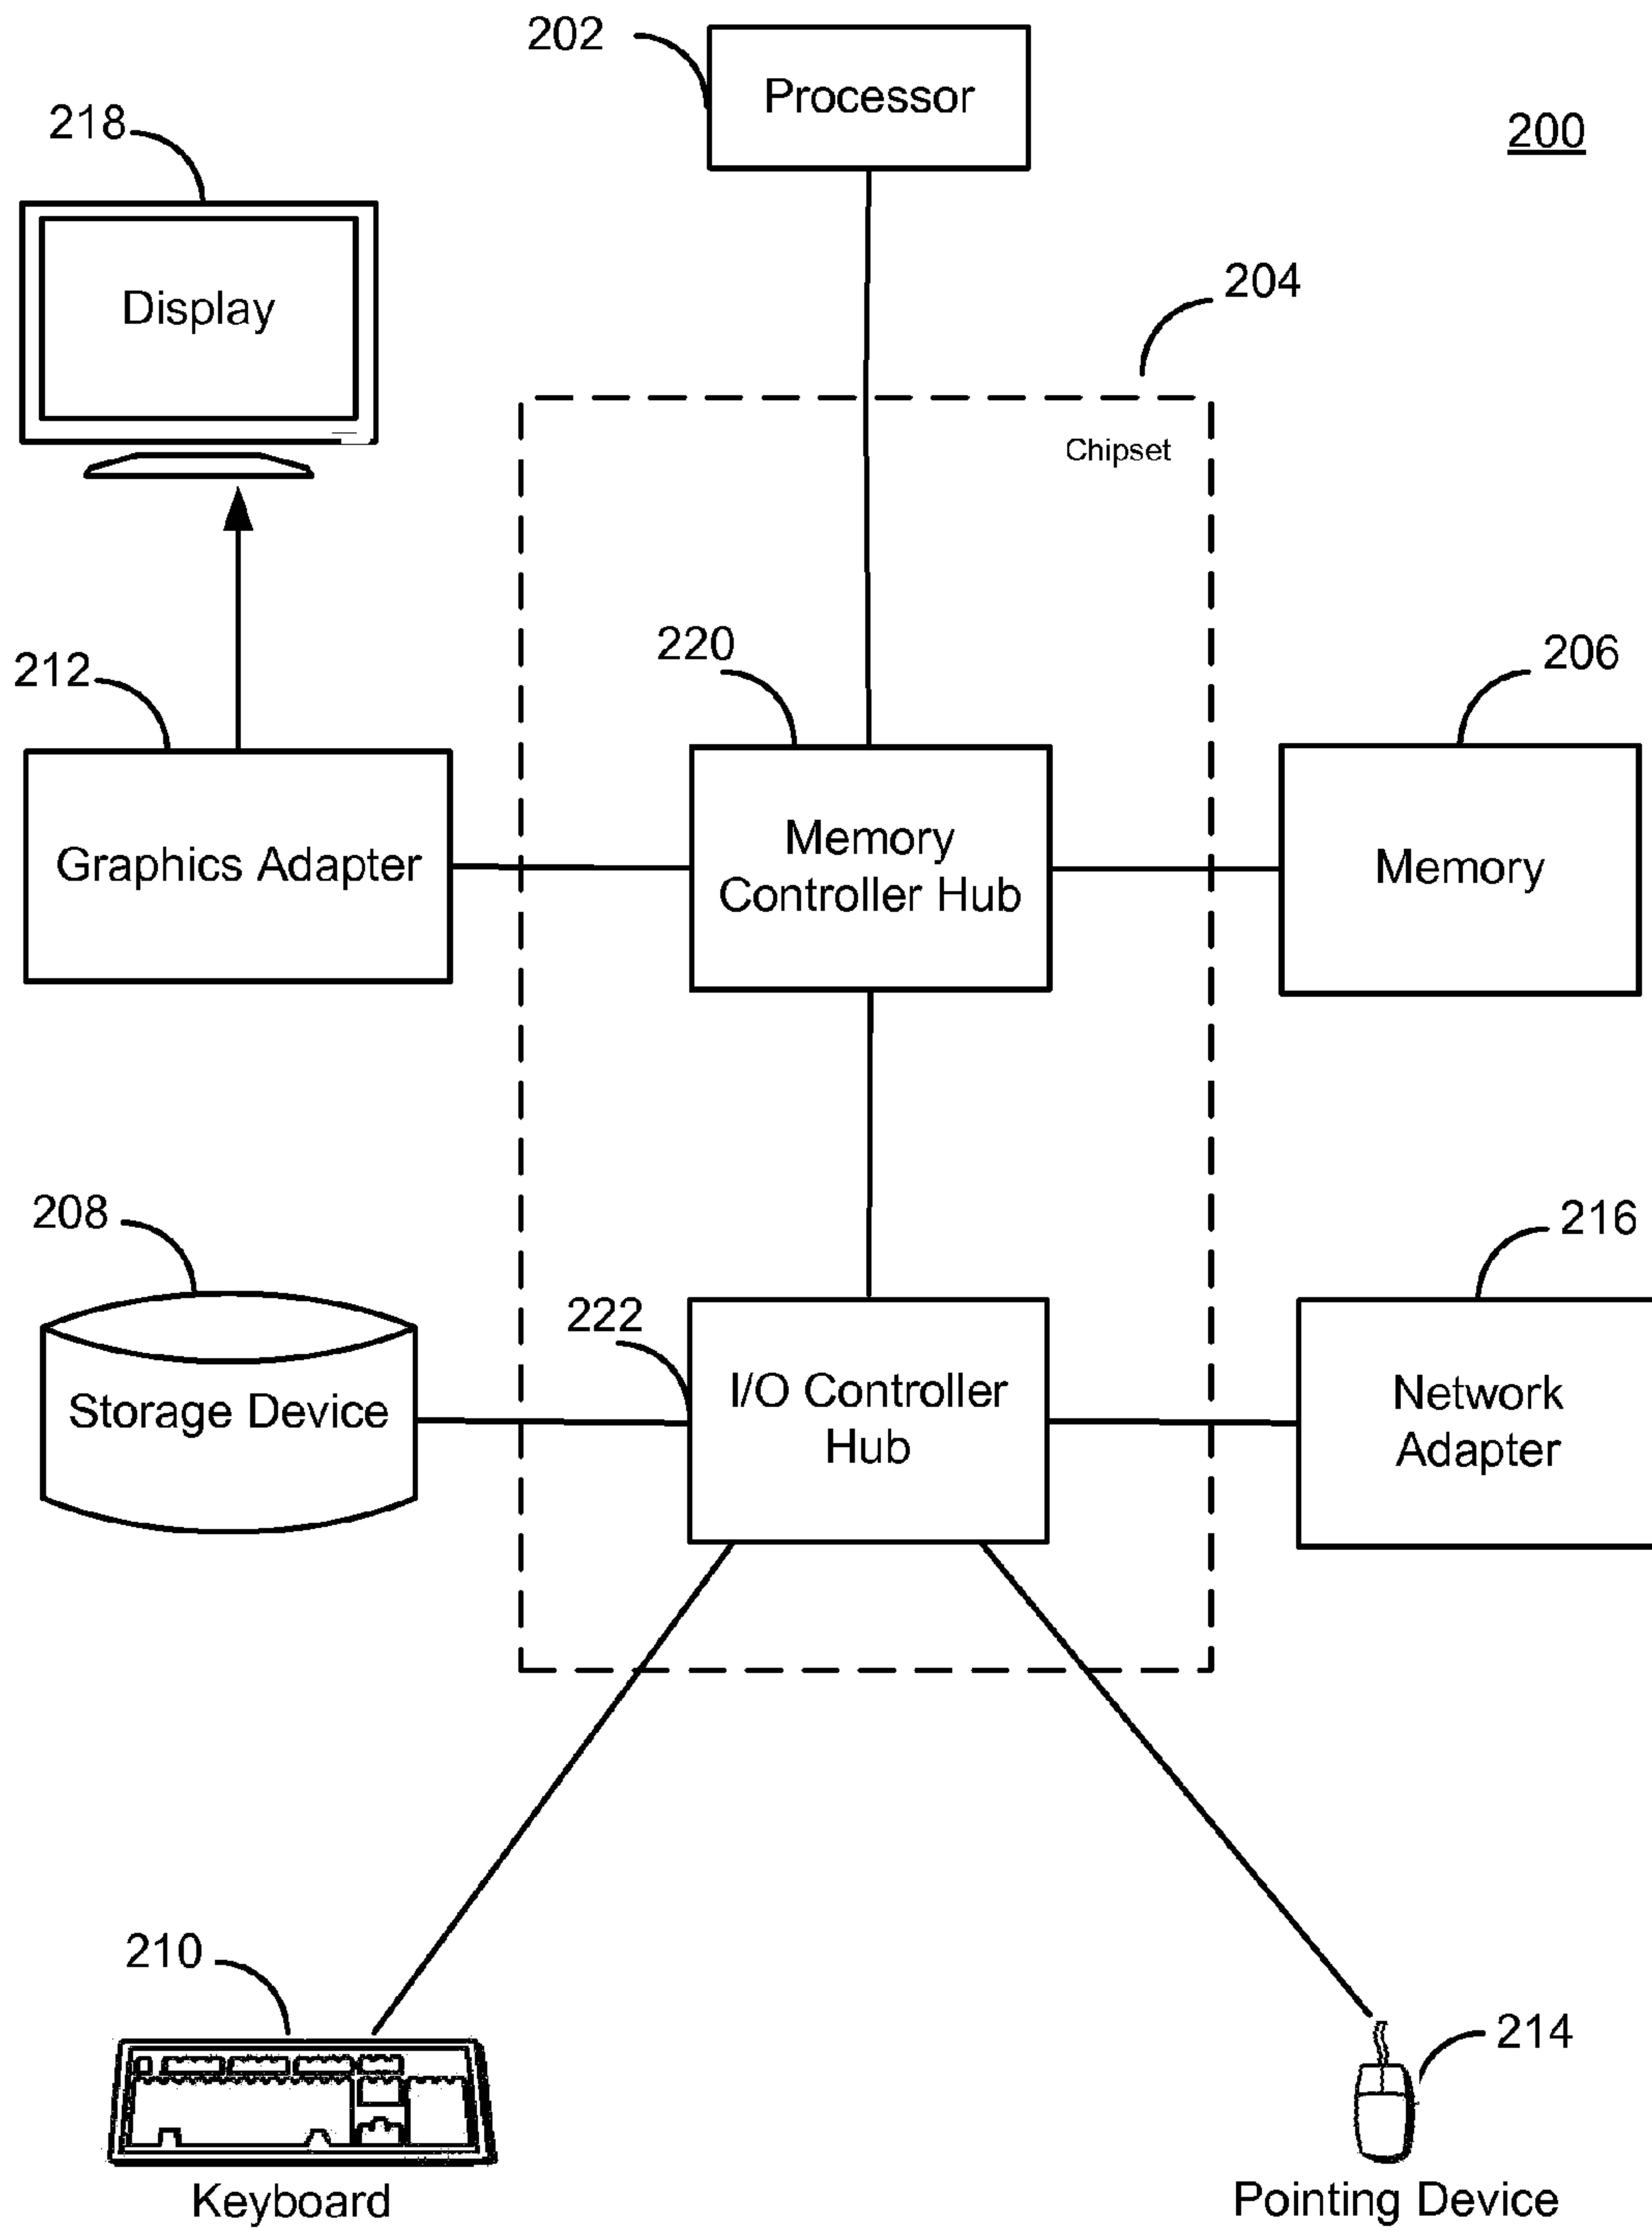 202
Processor
200
218
Display
204
Chipset
220
206
212
Memory
Controller Hub
Graphics Adapter
Memory
208
216
222
I/O Controller
Hub
Storage Device
Network
Adapter
210
214
Keyboard
Pointing Device